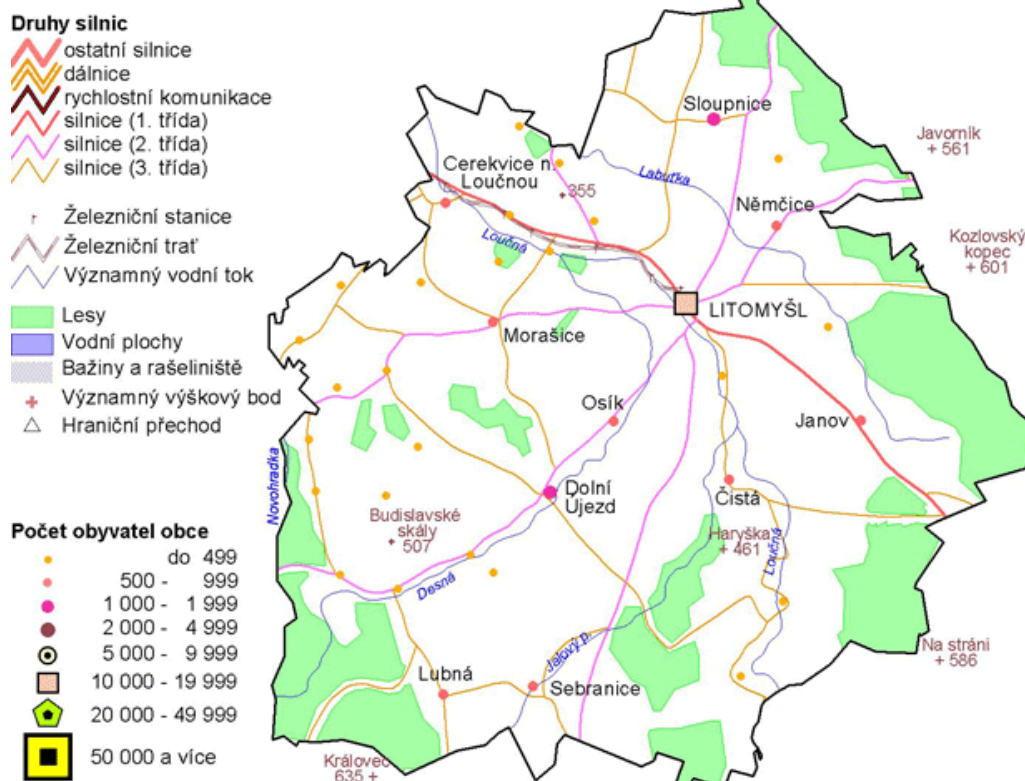 Druhy silnic
ostatní silnice
dálnice
rychlostní komunikace
silnice (1. třída)
silnice (2. třída)
silnice (3. třída)
Železniční stanice
Železniční trať
Významný vodní tok
Lesy
Vodní plochy
Bažiny a rašeliniště
Významný výškový bod
Hraniční přechod
Počet obyvatel obce
do 499
500 - 999
1 000 - 1 999
2 000 - 4 999
5 000 - 9 999
10 000 - 19 999
20 000 - 49 999
50 000 a více
Sloupnice
Javorník
+ 561
Cerekvice n.
Loučnou
355
Labuťka
Němčice
Loučná
Kozlovský
kopec
+ 601
LITOMYŠL
Morašice
Osík
Janov
Novohradka
Dolní
Újezd
Čistá
Budislavské
skály
+ 507
Haryška
+ 461
Loučná
Desná
Jalový p.
Na stráni
+ 586
Lubná
Sebranice
Královec
635 +